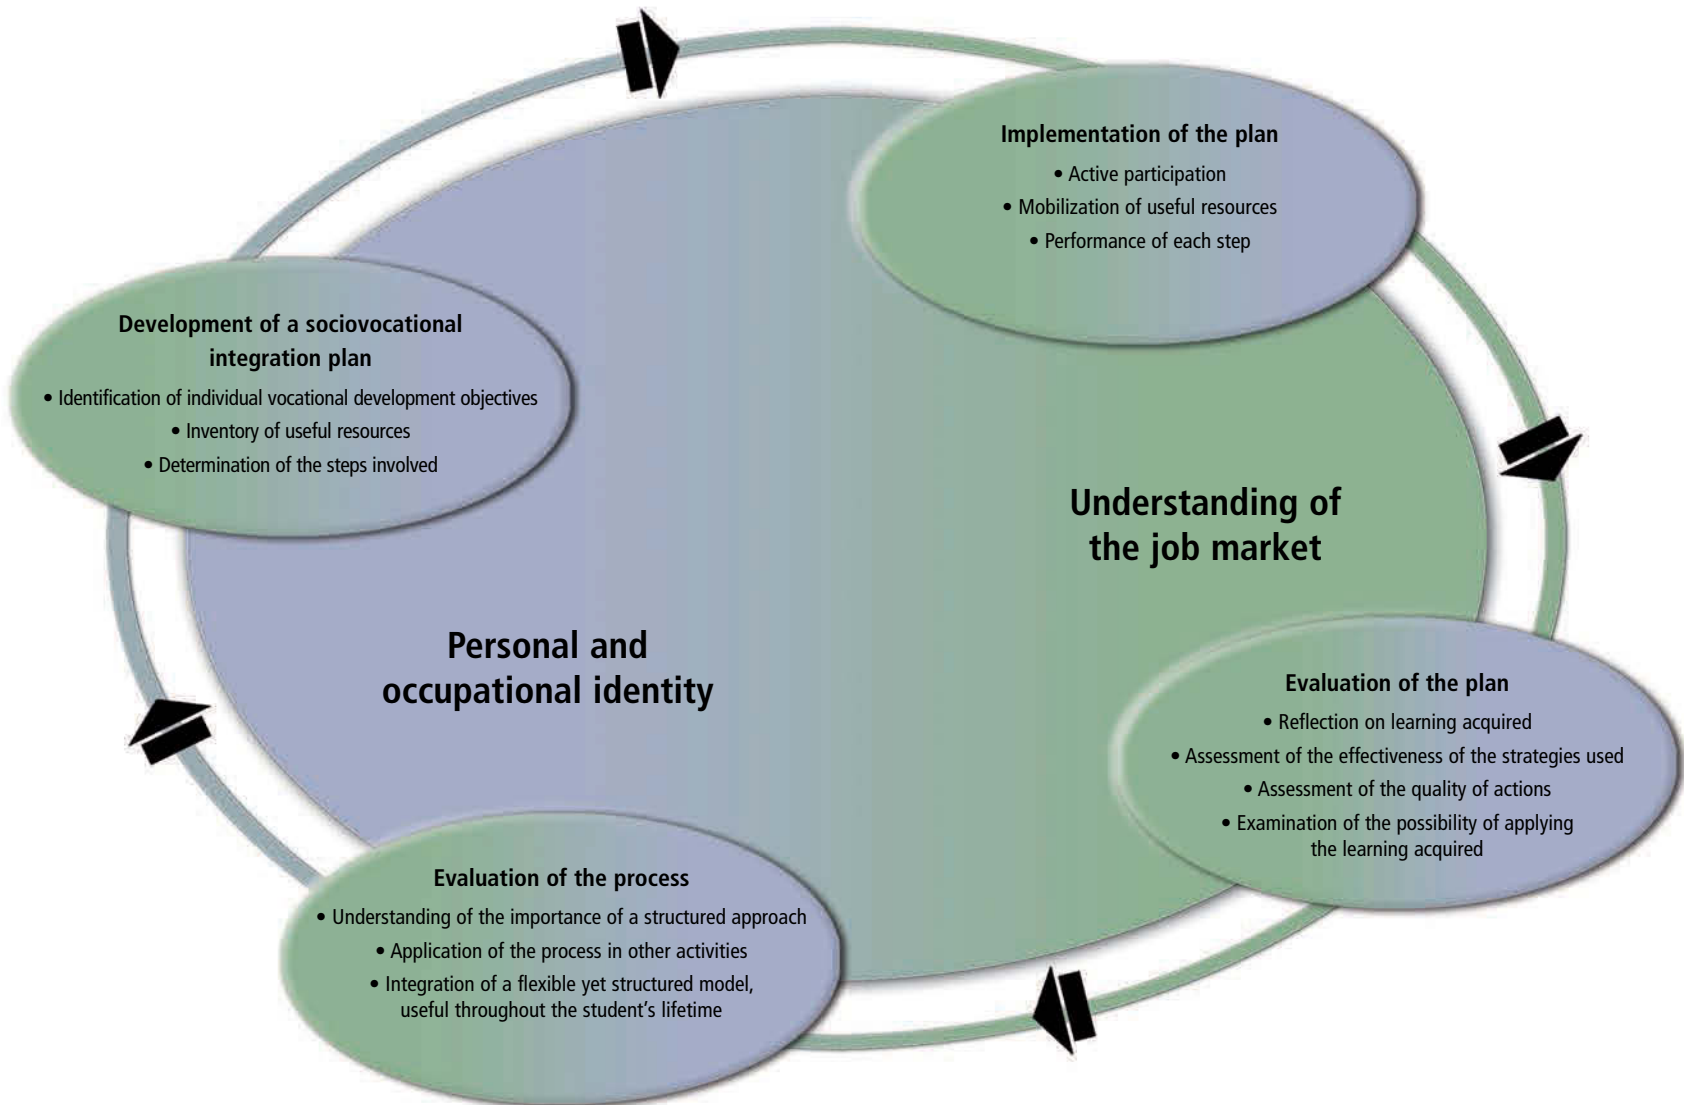 Implementation of the plan
• Active participation
• Mobilization of useful resources
• Performance of each step
Development of a sociovocational
integration plan
• Identification of individual vocational development objectives
• Inventory of useful resources
• Determination of the steps involved
Understanding of
the job market
Personal and
occupational identity
Evaluation of the plan
• Reflection on learning acquired
• Assessment of the effectiveness of the strategies used
• Assessment of the quality of actions
• Examination of the possibility of applying
the learning acquired
Evaluation of the process
• Understanding of the importance of a structured approach
• Application of the process in other activities
• Integration of a flexible yet structured model,
useful throughout the student’s lifetime